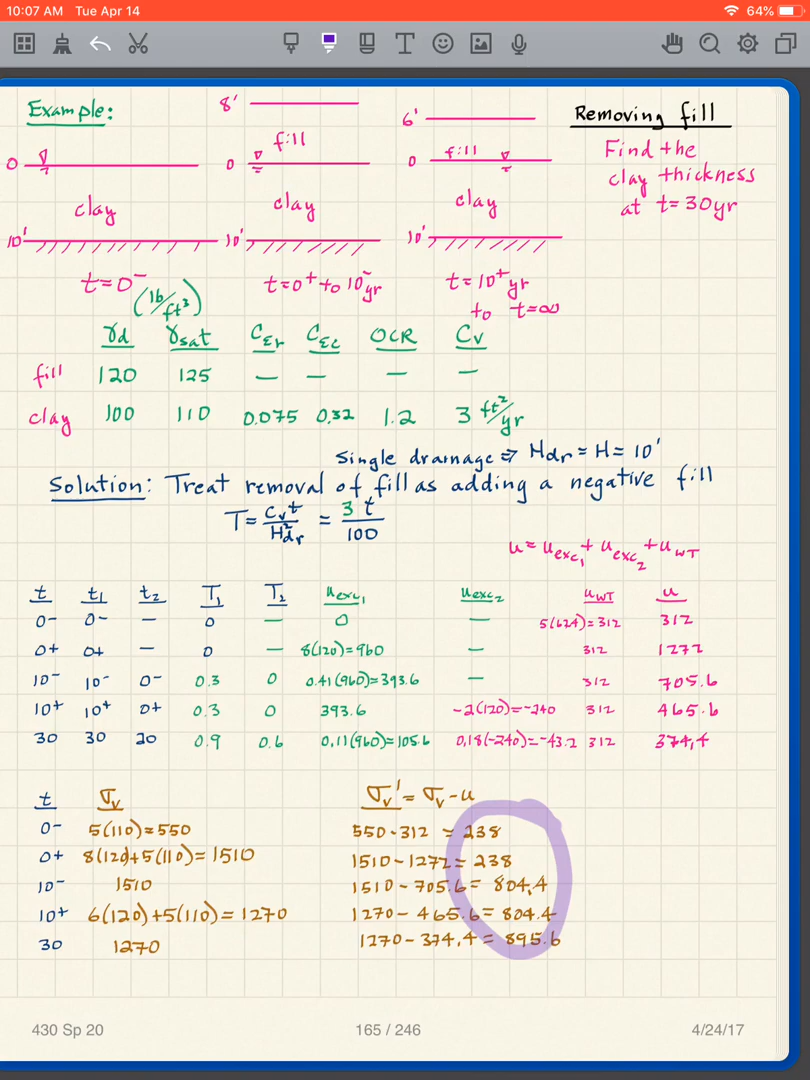 10:07 AM Tue Apr 14
64%
Example:
8'
6'
Removing fill
fill
fill
Find the
0
0
0
clay thickness
clay
clay
clay
at t=30yr
10'
10'
10'
t=0⁻
t=0⁺ to 10⁻yr
t=10⁺yr
to t=∞
(lb/ft³)
γd γsat CƐr CƐc OCR Cv
fill 120 125 — — — —
clay 100 110 0.075 0.32 1.2 3 ft²/yr
Single drainage ⇒ Hdr = H = 10'
Solution: Treat removal of fill as adding a negative fill
T = Cvt/H²dr = 3t/100
u = uexc₁ + uexc₂ + uWT
t t₁ t₂ T₁ T₂ uexc₁ uexc₂ uWT u
0⁻ 0⁻ — 0 — 0 — 5(62.4)=312 312
0⁺ 0⁺ — 0 — 8(120)=960 — 312 1272
10⁻ 10⁻ 0⁻ 0.3 0 0.41(960)=393.6 — 312 705.6
10⁺ 10⁺ 0⁺ 0.3 0 393.6 -2(120)=-240 312 465.6
30 30 20 0.9 0.6 0.11(960)=105.6 0.18(-240)=-43.2 312 374.4
t σv σv' = σv - u
0⁻ 5(110)=550 550-312 = 238
0⁺ 8(120)+5(110)=1510 1510-1272=238
10⁻ 1510 1510-705.6= 804.4
10⁺ 6(120)+5(110)=1270 1270-465.6=804.4
30 1270 1270-374.4=895.6
430 Sp 20
165 / 246
4/24/17